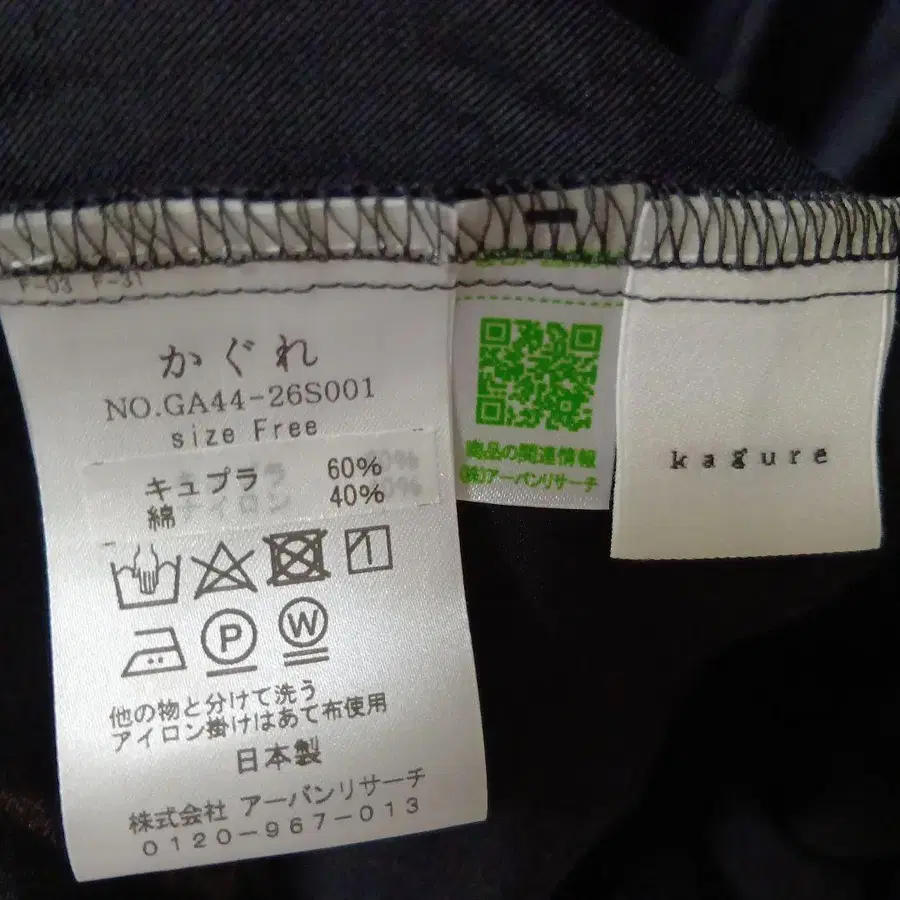 F-03 F-31
かぐれ
NO.GA44-26S001
size Free
キュプラ 60%
綿 40%
他の物と分けて洗う
アイロン掛けはあて布使用
日本製
株式会社 アーバンリサーチ
0120-967-013
商品の関連情報
(株)アーバンリサーチ
kagure